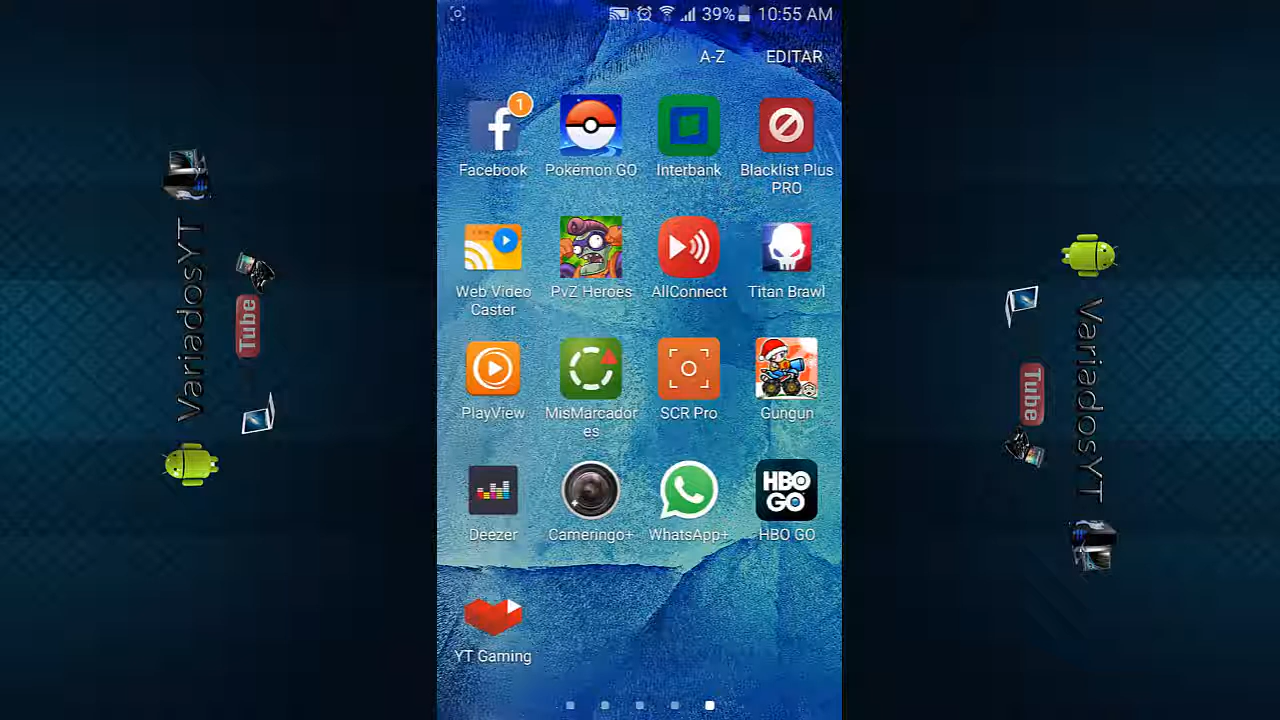 39% 10:55 AM
A-Z EDITAR
1
Facebook Pokémon GO Interbank Blacklist Plus
PRO
Web Video
Caster PvZ Heroes AllConnect Titan Brawl
PlayView MisMarcador
es SCR Pro Gungun
HBO
GO
Deezer Cameringo+ WhatsApp+ HBO GO
YT Gaming
VariadosYT
Tube
VariadosYT
Tube